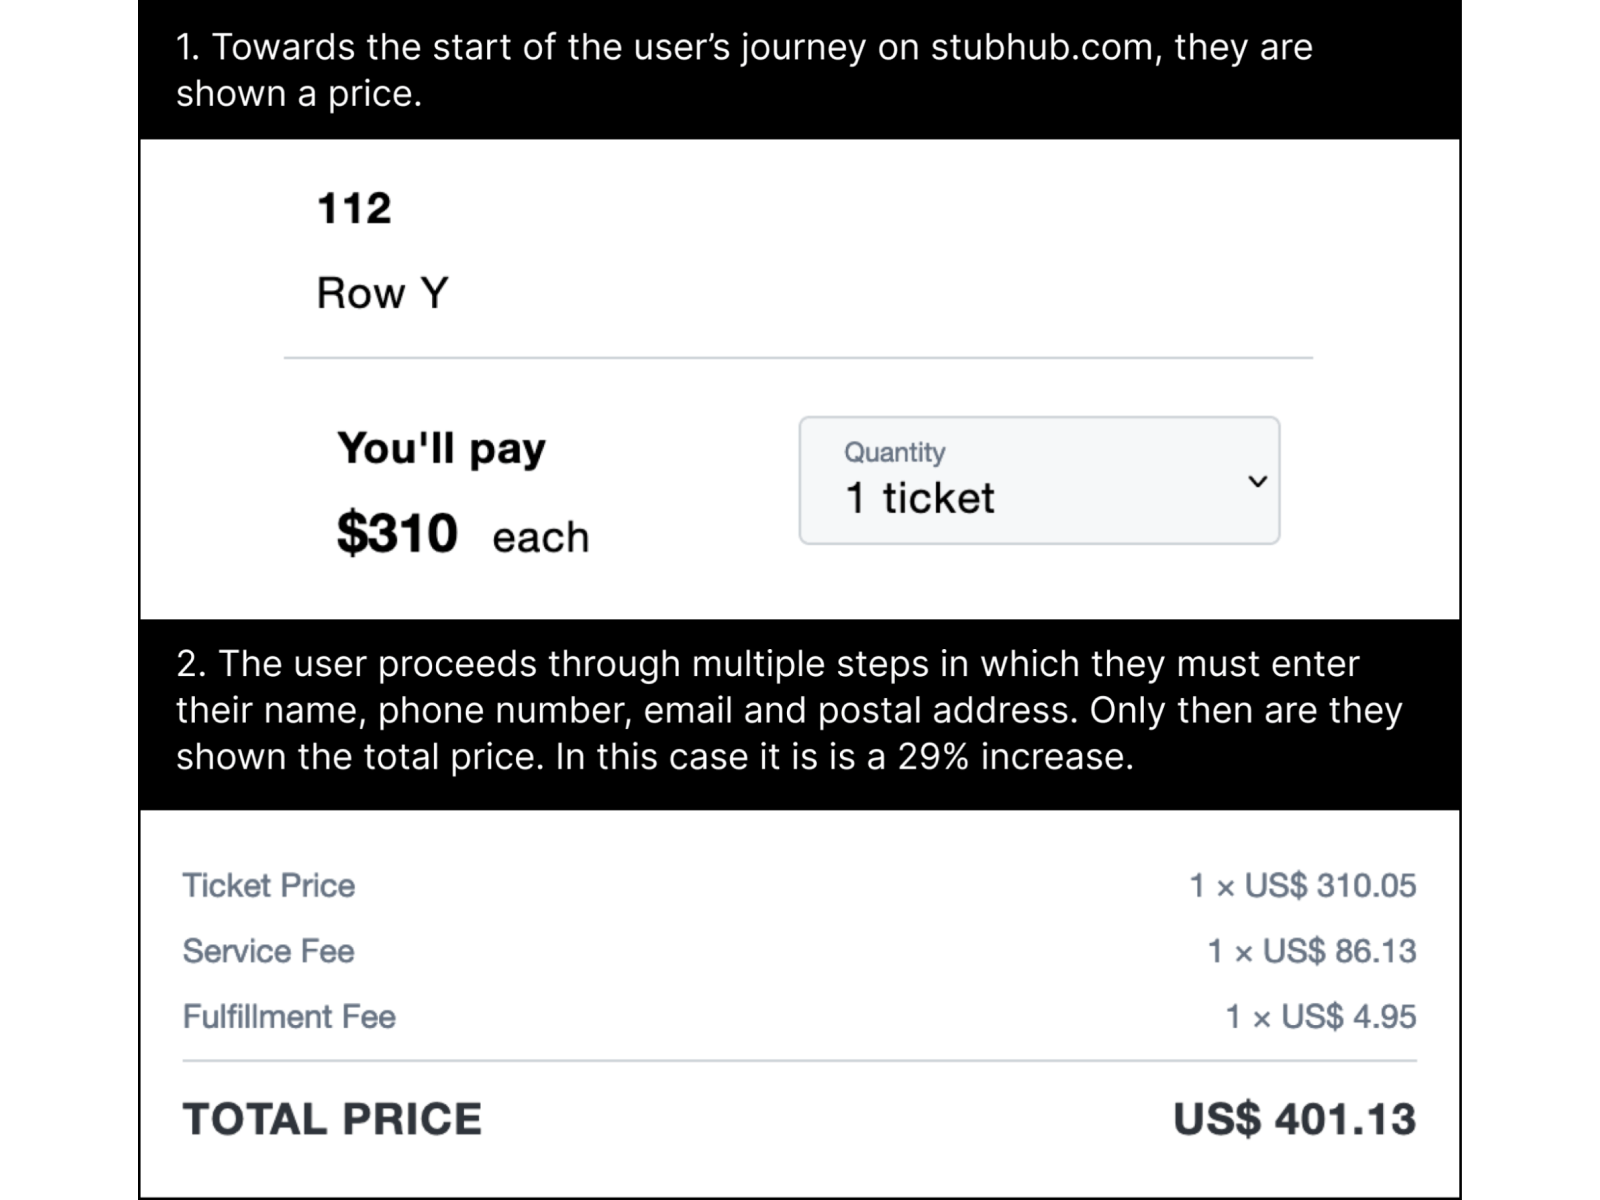 1. Towards the start of the user’s journey on stubhub.com, they are
shown a price.
112
Row Y
You'll pay
$310 each
Quantity
1 ticket
2. The user proceeds through multiple steps in which they must enter
their name, phone number, email and postal address. Only then are they
shown the total price. In this case it is is a 29% increase.
Ticket Price 1 × US$ 310.05
Service Fee 1 × US$ 86.13
Fulfillment Fee 1 × US$ 4.95
TOTAL PRICE US$ 401.13